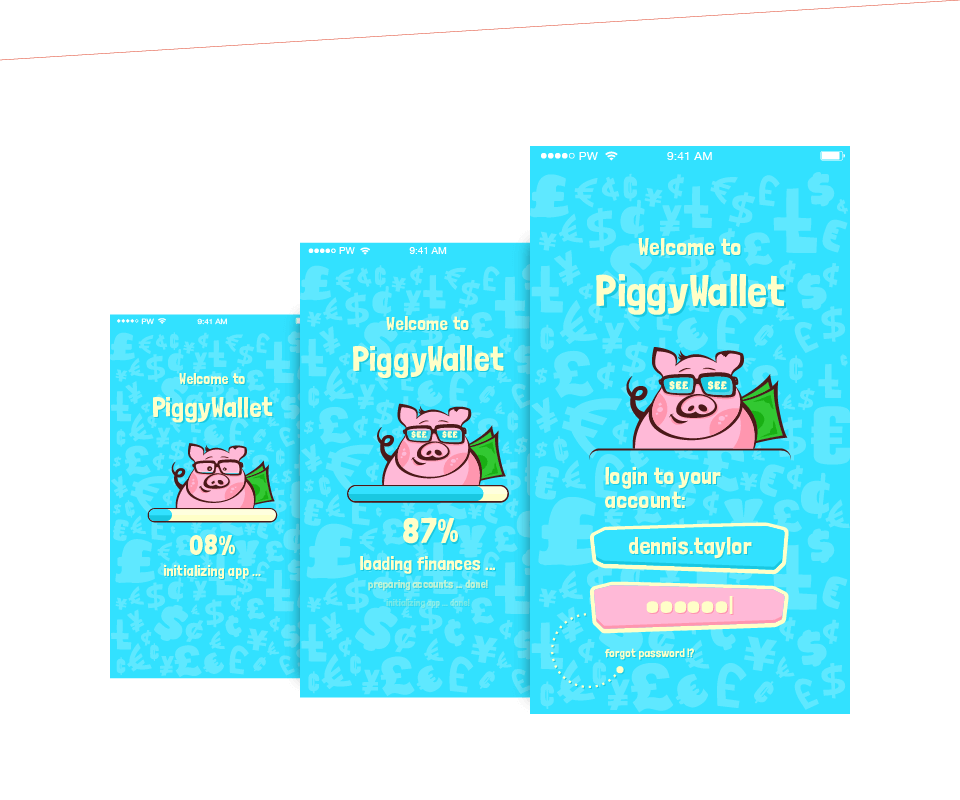 PW 9:41 AM
Welcome to
PiggyWallet
08%
initializing app ...
PW 9:41 AM
Welcome to
PiggyWallet
$££ $££
87%
loading finances ...
preparing accounts ... done!
initializing app ... done!
PW 9:41 AM
Welcome to
PiggyWallet
$££ $££
login to your
account:
dennis.taylor
●●●●●●|
forgot password !?